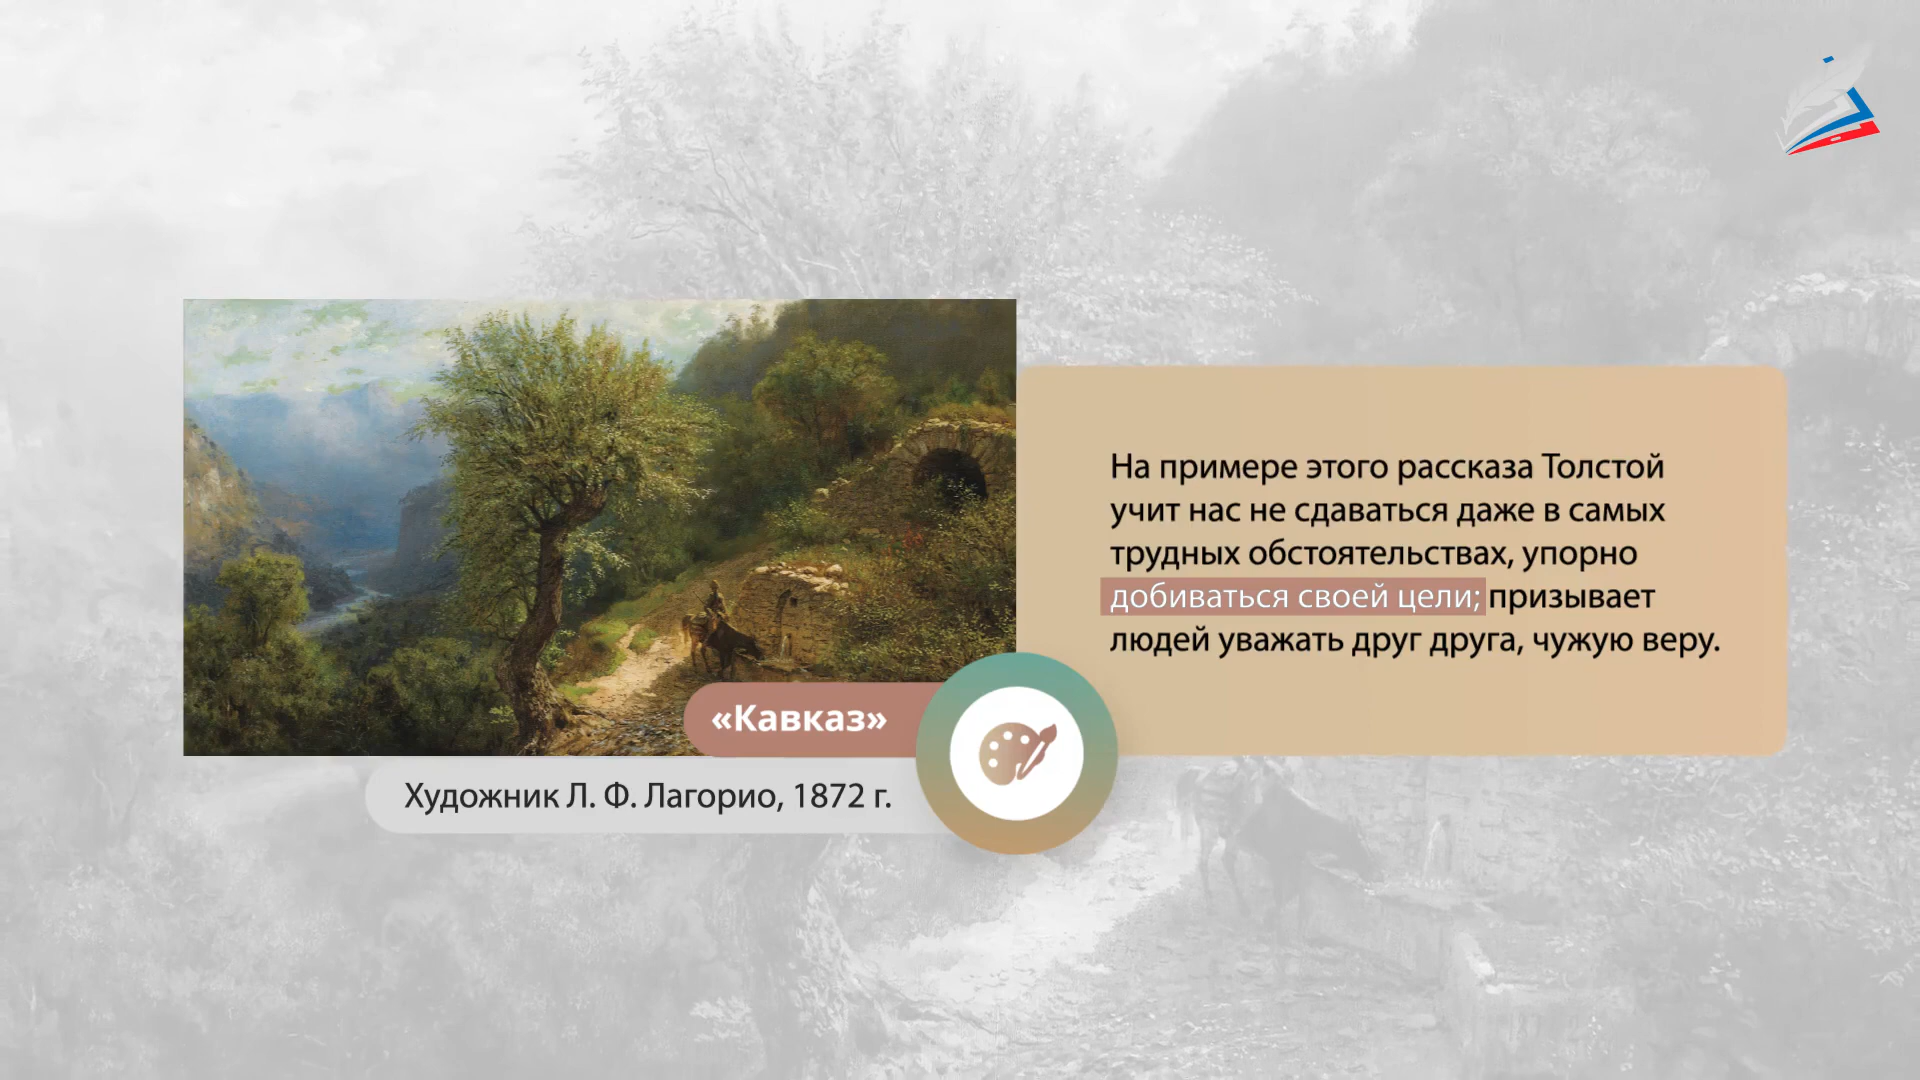 На примере этого рассказа Толстой
учит нас не сдаваться даже в самых
трудных обстоятельствах, упорно
добиваться своей цели; призывает
людей уважать друг друга, чужую веру.
«Кавказ»
Художник Л. Ф. Лагорио, 1872 г.